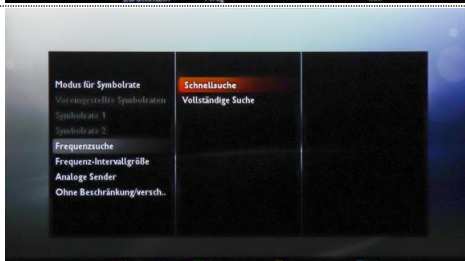 Modus für Symbolrate
Voreingestellte Symbolraten
Symbolrate 1
Symbolrate 2
Frequenzsuche
Frequenz-Intervallgröße
Analoge Sender
Ohne Beschränkung/versch..
Schnellsuche
Vollständige Suche